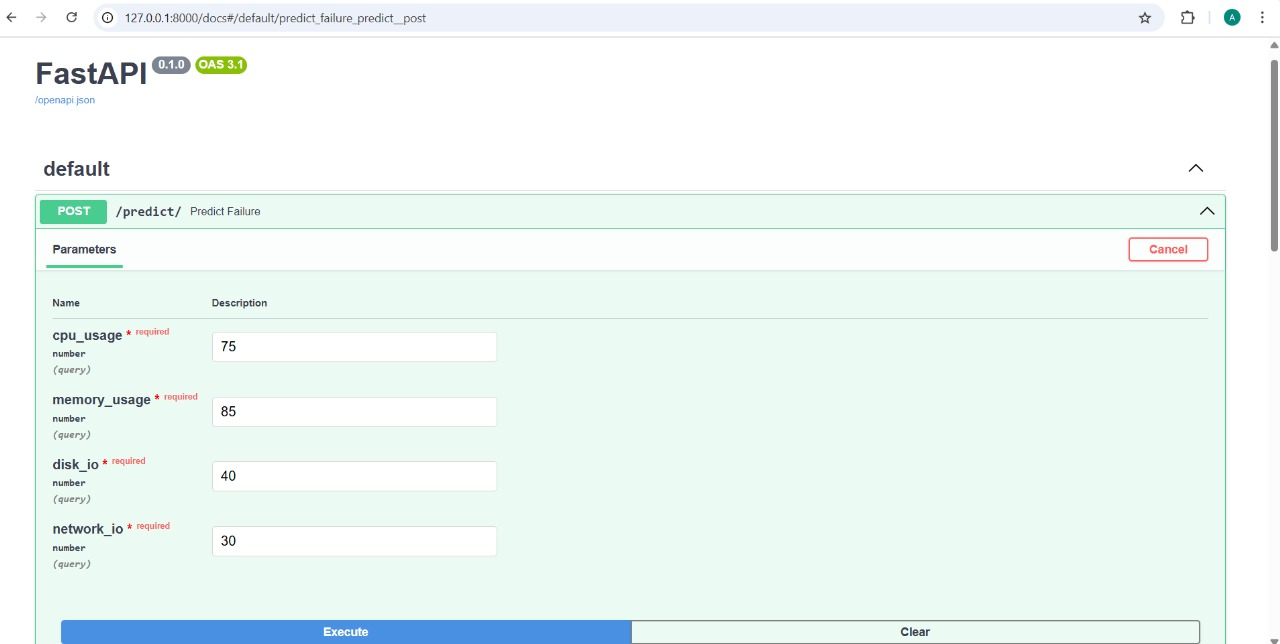 127.0.0.1:8000/docs#/default/predict_failure_predict__post
A
FastAPI 0.1.0 OAS 3.1
/openapi.json
default
POST /predict/ Predict Failure
Parameters Cancel
Name Description
cpu_usage * required
75
number
(query)
memory_usage * required
85
number
(query)
disk_io * required
40
number
(query)
network_io * required
30
number
(query)
Execute Clear